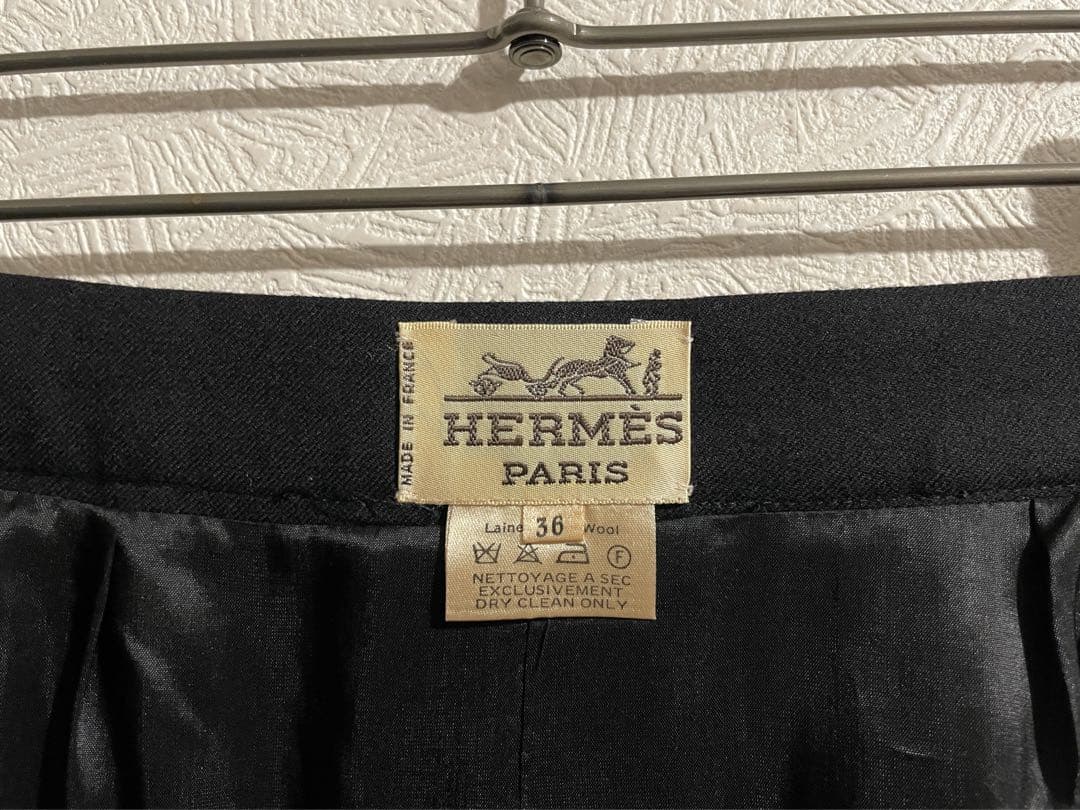 MADE IN FRANCE
HERMÈS
PARIS
Laine 36 Wool
F
NETTOYAGE A SEC
EXCLUSIVEMENT
DRY CLEAN ONLY